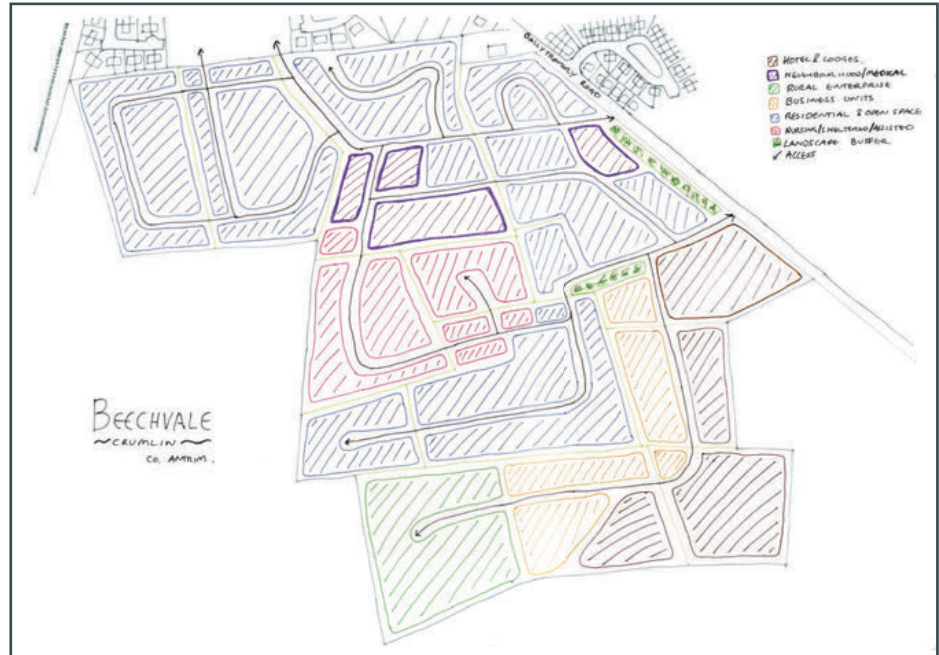 BALLYTROMERY ROAD
HOTEL & LODGES.
NEIGHBOURHOOD/MEDICAL
RURAL ENTERPRISE
BUSINESS UNITS
RESIDENTIAL & OPEN SPACE
NURSING/SHELTERED/ASSISTED
LANDSCAPE BUFFER
ACCESS
BEECHVALE
~CRUMLIN~
CO. ANTRIM.